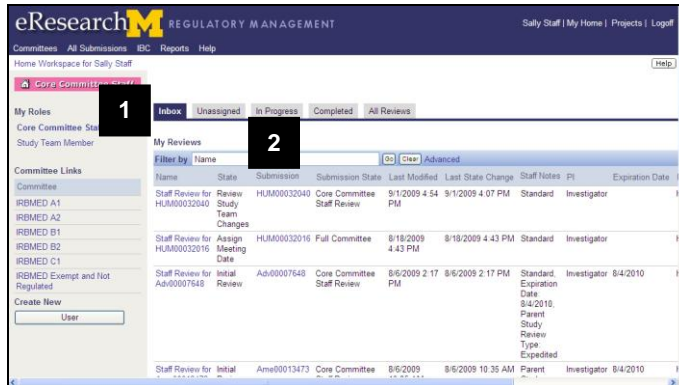 eResearch M REGULATORY MANAGEMENT Sally Staff | My Home | Projects | Logoff
Committees All Submissions IBC Reports Help
Home Workspace for Sally Staff Help
Core Committee Staff
1
My Roles
Core Committee Sta
Study Team Member
Committee Links
Committee
IRBMED A1
IRBMED A2
IRBMED B1
IRBMED B2
IRBMED C1
IRBMED Exempt and Not
Regulated
Create New
User
Inbox Unassigned In Progress Completed All Reviews
2
My Reviews
Filter by Name Go Clear Advanced
Name State Submission Submission State Last Modified Last State Change Staff Notes PI Expiration Date
Staff Review for Review HUM00032040 Core Committee 9/1/2009 4:54 9/1/2009 4:07 PM Standard Investigator
HUM00032040 Study Staff Review PM
Team
Changes
Staff Review for Assign HUM00032016 Full Committee 8/18/2009 8/18/2009 4:43 PM Standard Investigator
HUM00032016 Meeting 4:43 PM
Date
Staff Review for Initial Adv00007648 Core Committee 8/6/2009 2:17 8/6/2009 2:17 PM Standard, Investigator 8/4/2010
Adv00007648 Review Staff Review PM Expiration
Date:
8/4/2010,
Parent
Study
Review
Type:
Expedited
Staff Review for Initial Ame00013473 Core Committee 8/6/2009 8/6/2009 10:35 AM Parent Investigator 8/4/2010